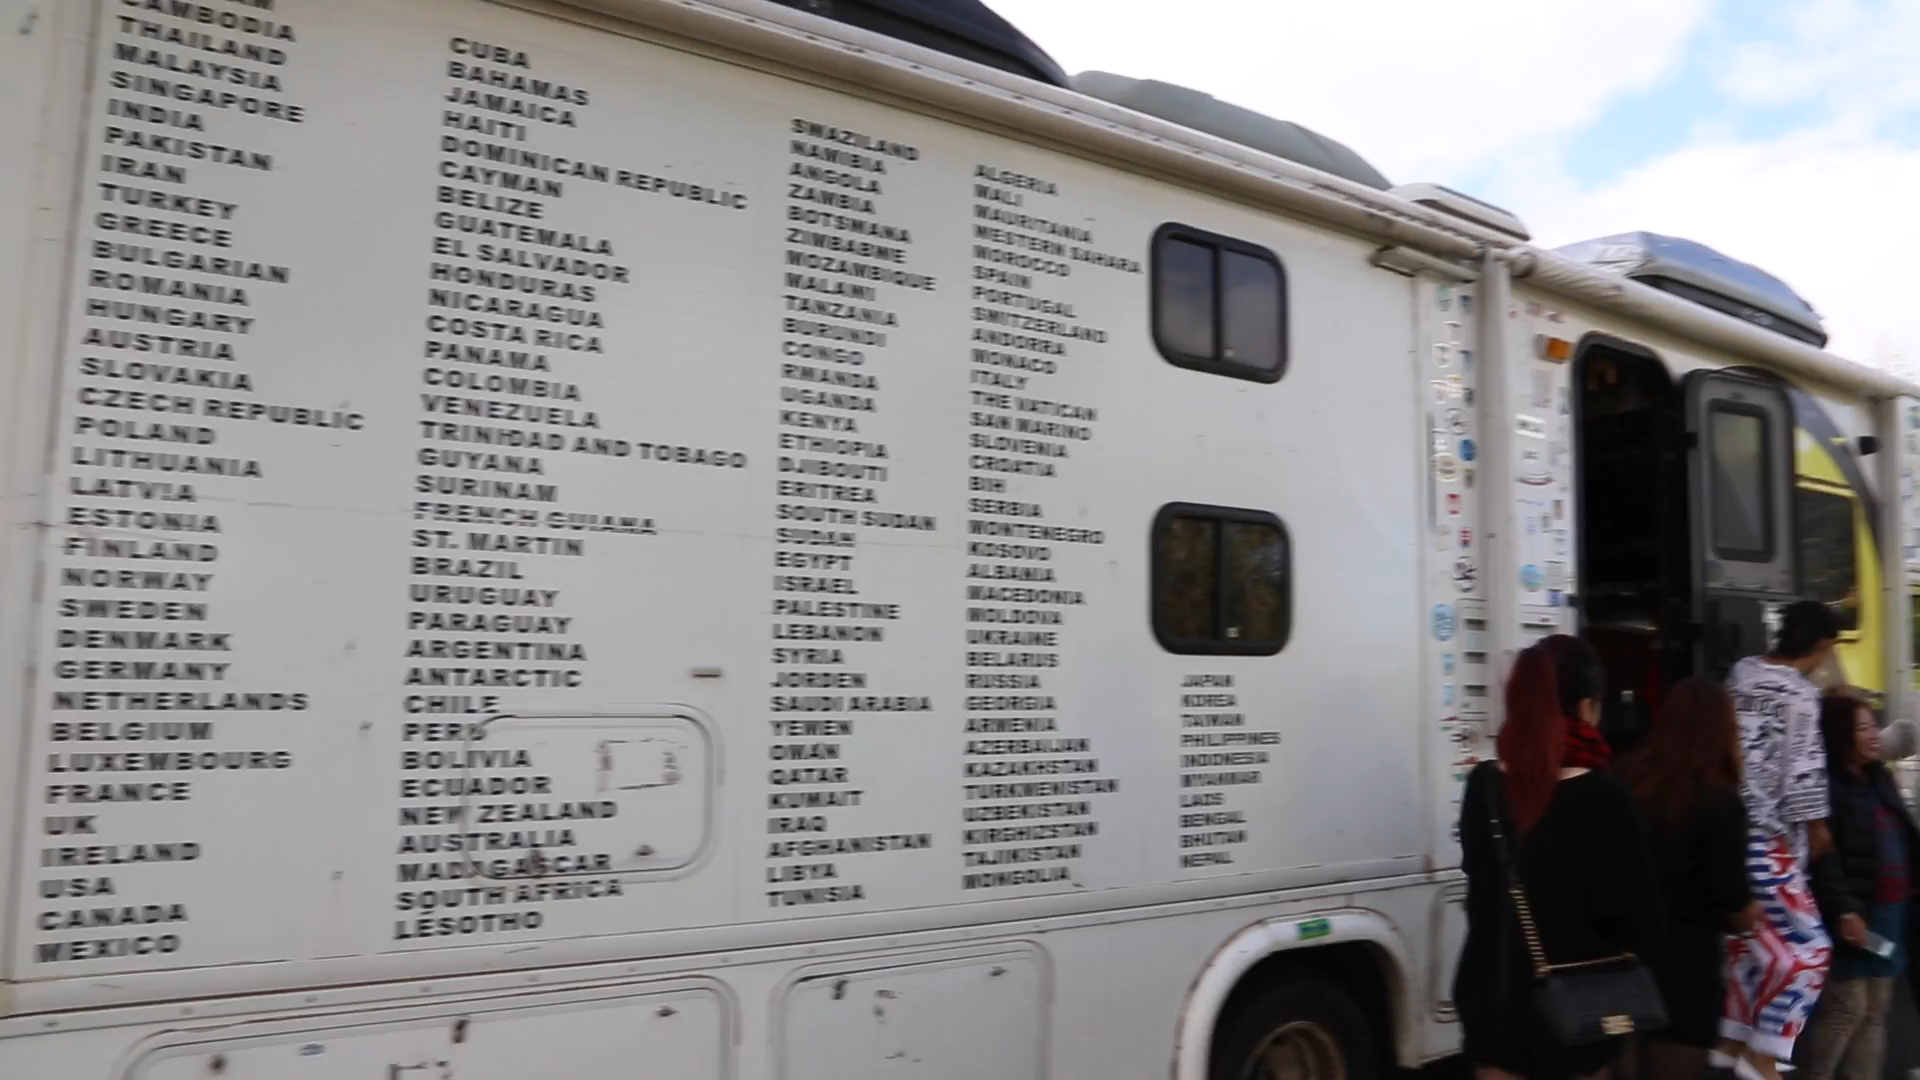 CAMBODIA
THAILAND
MALAYSIA
SINGAPORE
INDIA
PAKISTAN
IRAN
TURKEY
GREECE
BULGARIAN
ROMANIA
HUNGARY
AUSTRIA
SLOVAKIA
CZECH REPUBLIC
POLAND
LITHUANIA
LATVIA
ESTONIA
FINLAND
NORWAY
SWEDEN
DENMARK
GERMANY
NETHERLANDS
BELGIUM
LUXEMBOURG
FRANCE
UK
IRELAND
USA
CANADA
MEXICO
CUBA
BAHAMAS
JAMAICA
HAITI
DOMINICAN REPUBLIC
CAYMAN
BELIZE
GUATEMALA
EL SALVADOR
HONDURAS
NICARAGUA
COSTA RICA
PANAMA
COLOMBIA
VENEZUELA
TRINIDAD AND TOBAGO
GUYANA
SURINAM
FRENCH GUIANA
ST. MARTIN
BRAZIL
URUGUAY
PARAGUAY
ARGENTINA
ANTARCTIC
CHILE
PERU
BOLIVIA
ECUADOR
NEW ZEALAND
AUSTRALIA
MADAGASCAR
SOUTH AFRICA
LESOTHO
SWAZILAND
NAMIBIA
ANGOLA
ZAMBIA
BOTSWANA
ZIMBABWE
MOZAMBIQUE
MALAWI
TANZANIA
BURUNDI
CONGO
RWANDA
UGANDA
KENYA
ETHIOPIA
DJIBOUTI
ERITREA
SOUTH SUDAN
SUDAN
EGYPT
ISRAEL
PALESTINE
LEBANON
SYRIA
JORDEN
SAUDI ARABIA
YEMEN
OMAN
QATAR
KUWAIT
IRAQ
AFGHANISTAN
LIBYA
TUNISIA
ALGERIA
MALI
MAURITANIA
WESTERN SAHARA
MOROCCO
SPAIN
PORTUGAL
SWITZERLAND
ANDORRA
MONACO
ITALY
THE VATICAN
SAN MARINO
SLOVENIA
CROATIA
BIH
SERBIA
MONTENEGRO
KOSOVO
ALBANIA
MACEDONIA
MOLDOVA
UKRAINE
BELARUS
RUSSIA
GEORGIA
ARMENIA
AZERBAIJAN
KAZAKHSTAN
TURKMENISTAN
UZBEKISTAN
KIRGHIZSTAN
TAJIKISTAN
MONGOLIA
JAPAN
KOREA
TAIWAN
PHILIPPINES
INDONESIA
MYANMAR
LAOS
BENGAL
BHUTAN
NEPAL